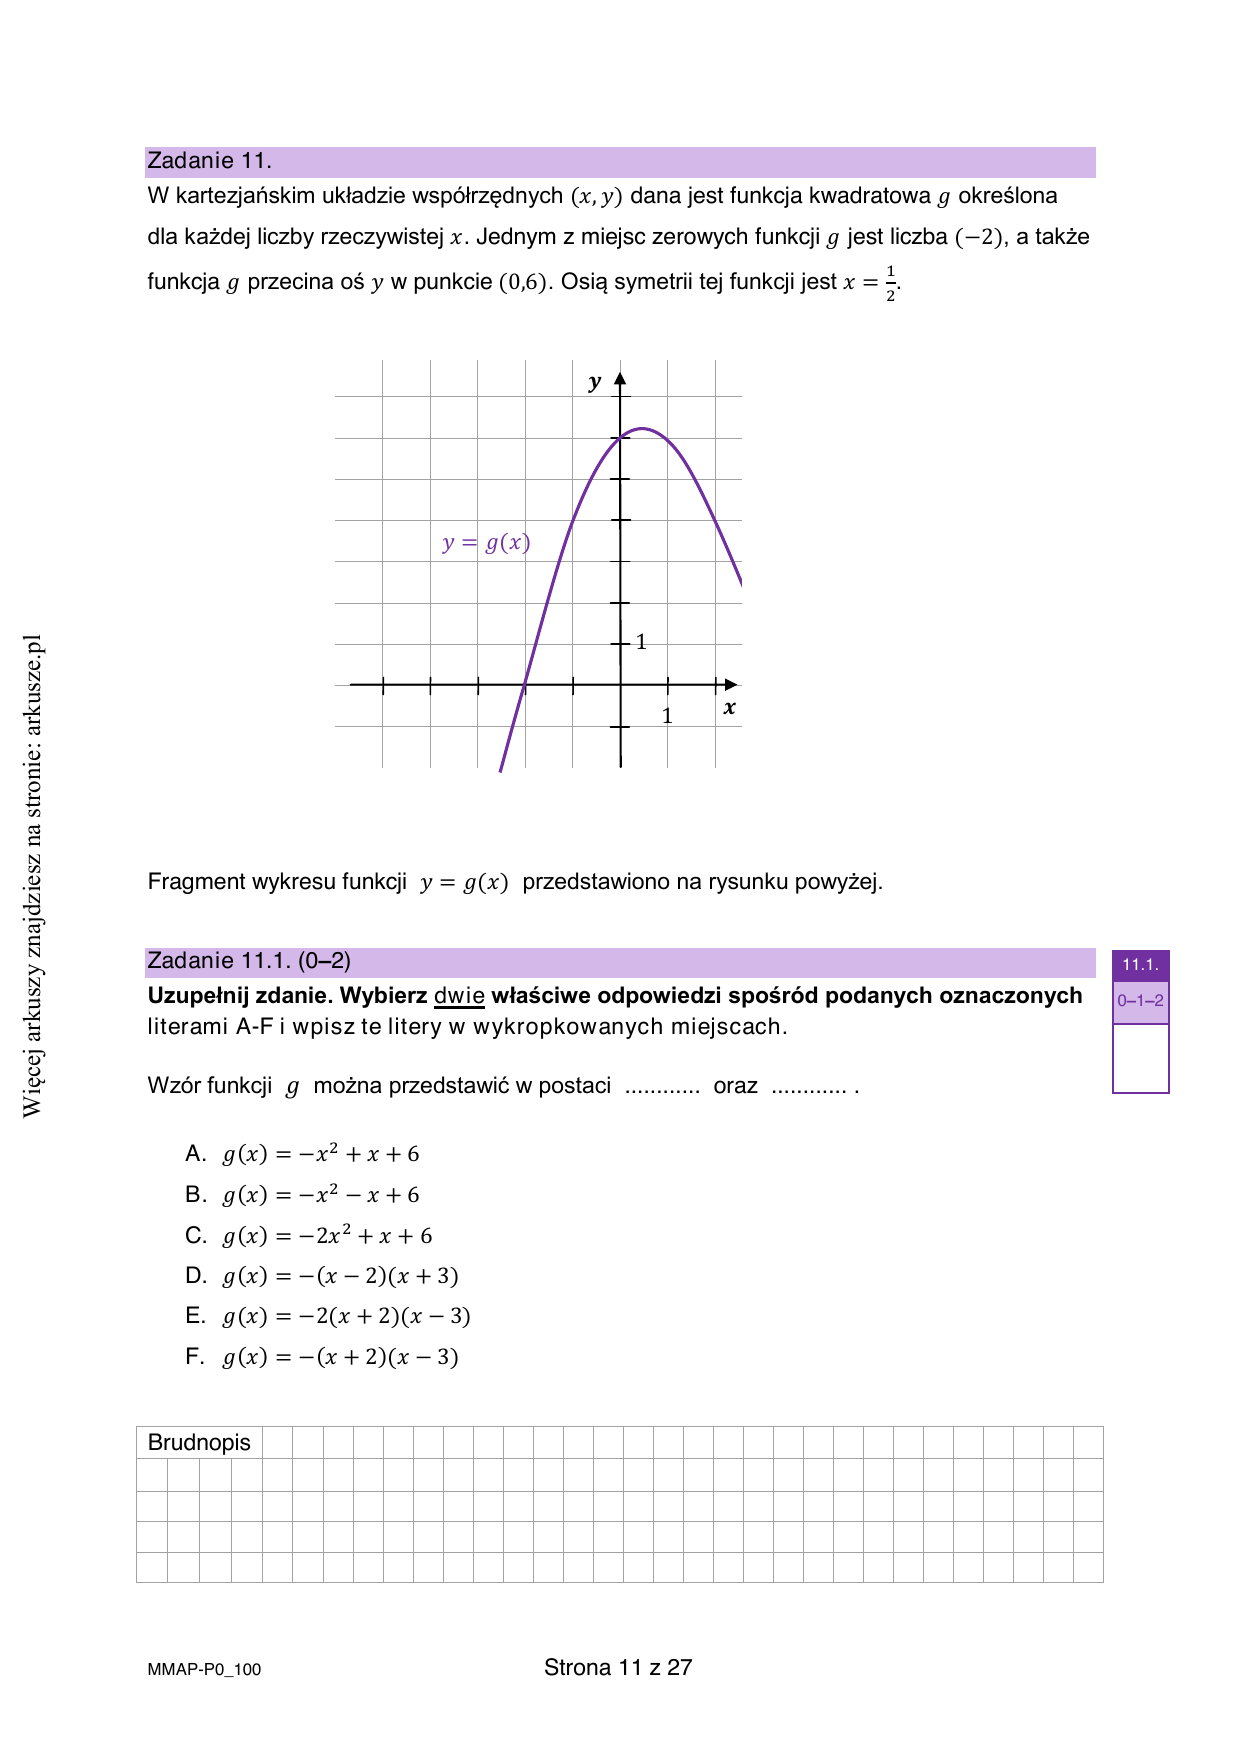 Zadanie 11.
W kartezjańskim układzie współrzędnych (x, y) dana jest funkcja kwadratowa g określona
dla każdej liczby rzeczywistej x. Jednym z miejsc zerowych funkcji g jest liczba (−2), a także
funkcja g przecina oś y w punkcie (0,6). Osią symetrii tej funkcji jest x = 1/2.
y
y = g(x)
1
1
x
Fragment wykresu funkcji y = g(x) przedstawiono na rysunku powyżej.
Zadanie 11.1. (0–2)
11.1.
0–1–2
Uzupełnij zdanie. Wybierz dwie właściwe odpowiedzi spośród podanych oznaczonych
literami A-F i wpisz te litery w wykropkowanych miejscach.
Wzór funkcji g można przedstawić w postaci ............ oraz ............ .
A. g(x) = −x² + x + 6
B. g(x) = −x² − x + 6
C. g(x) = −2x² + x + 6
D. g(x) = −(x − 2)(x + 3)
E. g(x) = −2(x + 2)(x − 3)
F. g(x) = −(x + 2)(x − 3)
Brudnopis
MMAP-P0_100
Strona 11 z 27
Więcej arkuszy znajdziesz na stronie: arkusze.pl